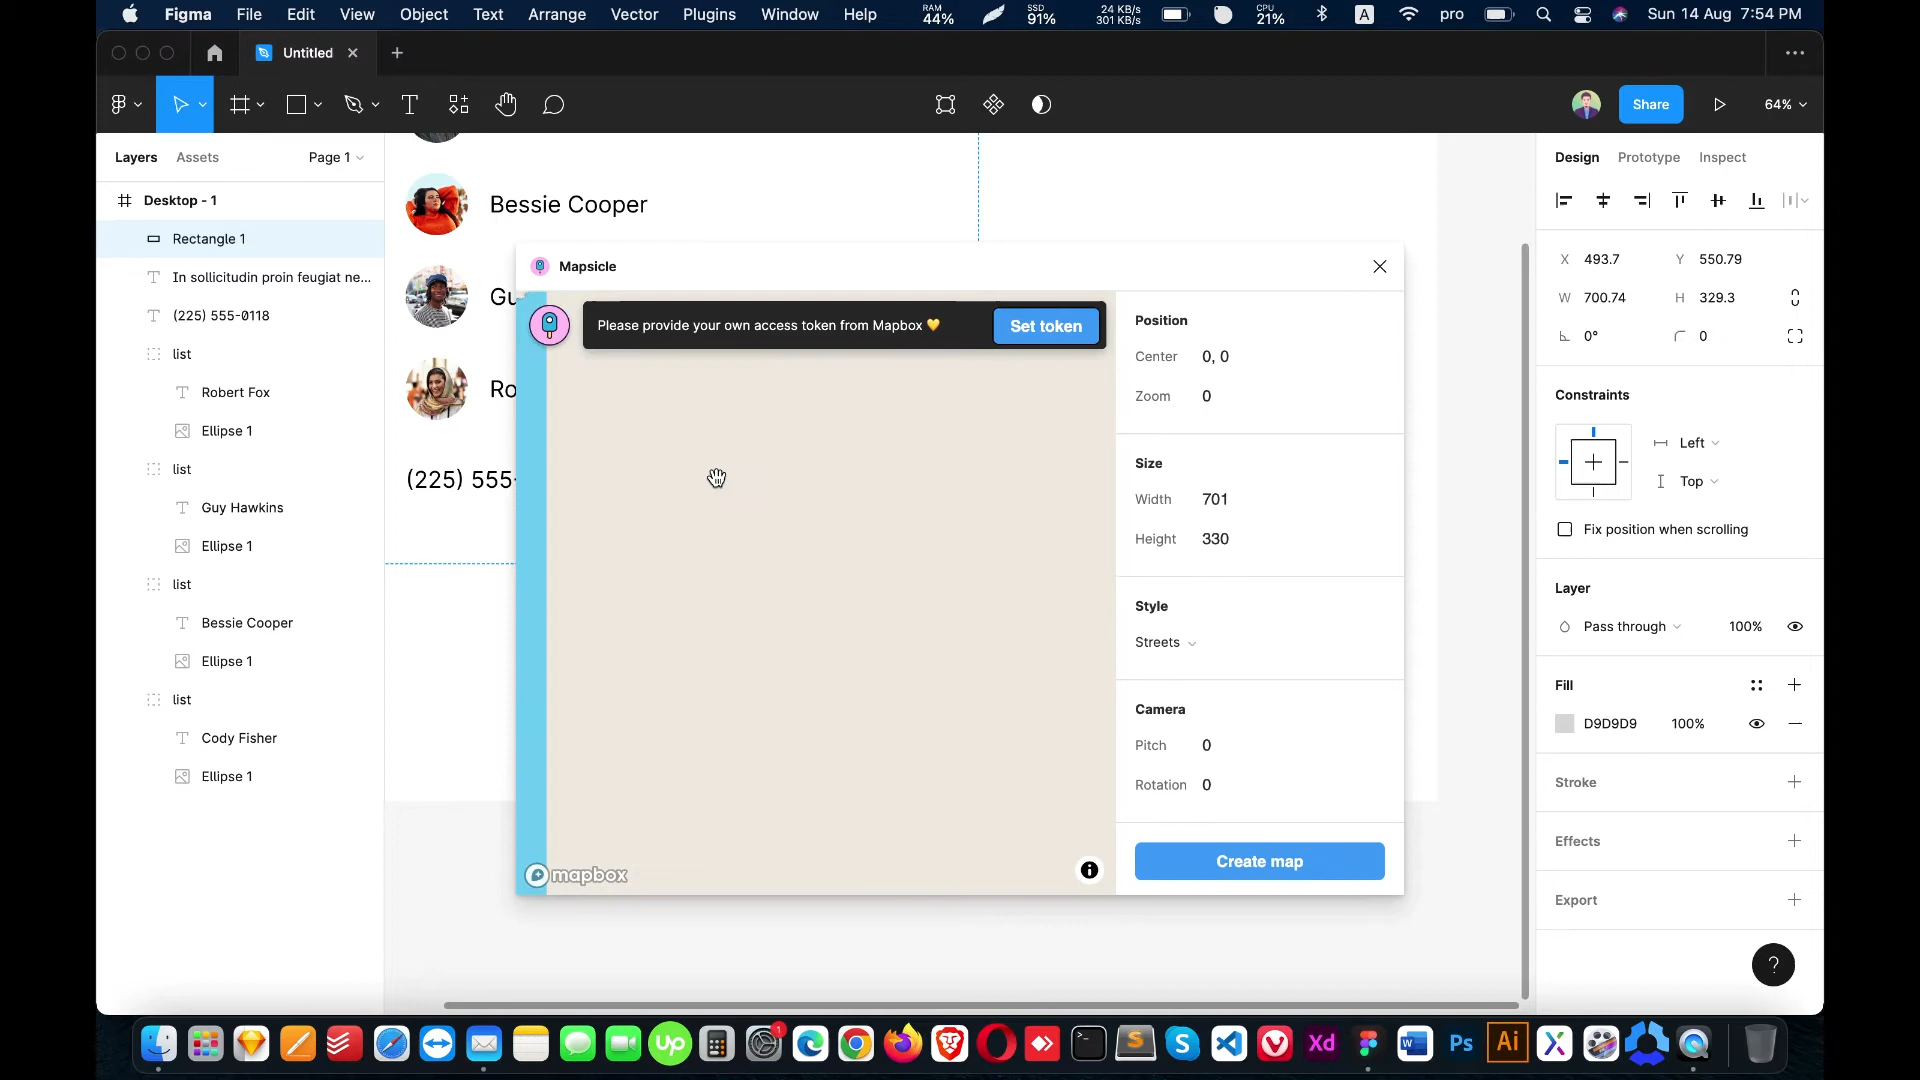 Figma File Edit View Object Text Arrange Vector Plugins Window Help
RAM 44% SSD 91% 24 KB/s 301 KB/s CPU 21% A pro Sun 14 Aug 7:54 PM
Untitled
Share 64%
Layers Assets Page 1
Desktop - 1
Rectangle 1
In sollicitudin proin feugiat ne...
(225) 555-0118
list
Robert Fox
Ellipse 1
list
Guy Hawkins
Ellipse 1
list
Bessie Cooper
Ellipse 1
list
Cody Fisher
Ellipse 1
Bessie Cooper
Gu
Ro
(225) 555-
Mapsicle
Please provide your own access token from Mapbox 💛 Set token
mapbox
Position
Center 0, 0
Zoom 0
Size
Width 701
Height 330
Style
Streets
Camera
Pitch 0
Rotation 0
Create map
Design Prototype Inspect
X 493.7 Y 550.79
W 700.74 H 329.3
0° 0
Constraints
Left
Top
Fix position when scrolling
Layer
Pass through 100%
Fill
D9D9D9 100%
Stroke
Effects
Export
?
Up 1 S S V Xd W Ps Ai X